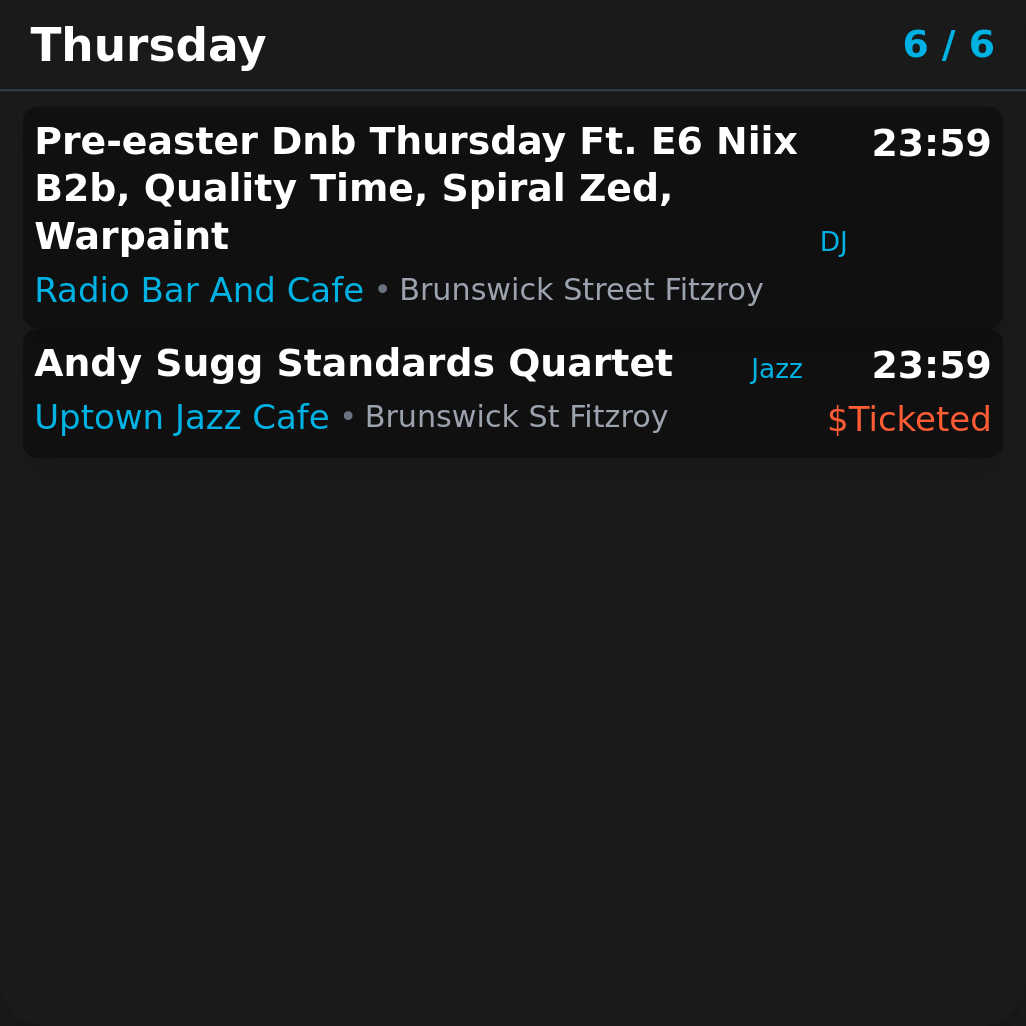 Thursday
6 / 6
Pre-easter Dnb Thursday Ft. E6 Niix
B2b, Quality Time, Spiral Zed,
Warpaint
DJ
23:59
Radio Bar And Cafe • Brunswick Street Fitzroy
Andy Sugg Standards Quartet
Jazz
23:59
Uptown Jazz Cafe • Brunswick St Fitzroy
$Ticketed